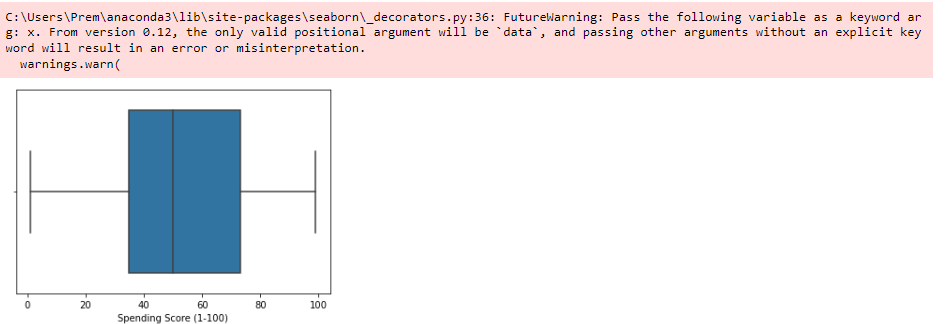 C:\Users\Prem\anaconda3\lib\site-packages\seaborn\_decorators.py:36: FutureWarning: Pass the following variable as a keyword ar
g: x. From version 0.12, the only valid positional argument will be `data`, and passing other arguments without an explicit key
word will result in an error or misinterpretation.
  warnings.warn(
0 20 40 60 80 100
Spending Score (1-100)